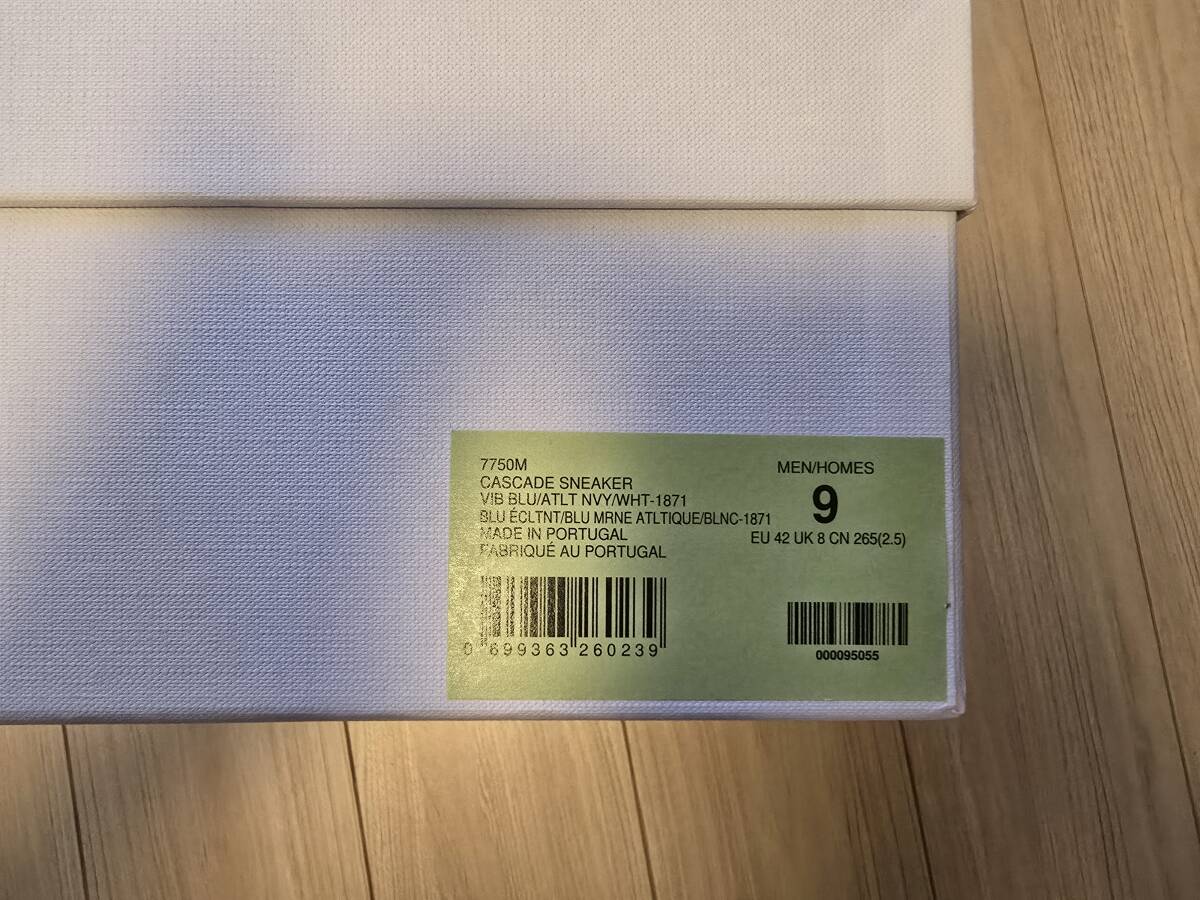 7750M
CASCADE SNEAKER
VIB BLU/ATLT NVY/WHT-1871
BLU ÉCLTNT/BLU MRNE ATLTIQUE/BLNC-1871
MADE IN PORTUGAL
FABRIQUÉ AU PORTUGAL
0 699363 260239
MEN/HOMES
9
EU 42 UK 8 CN 265(2.5)
000095055